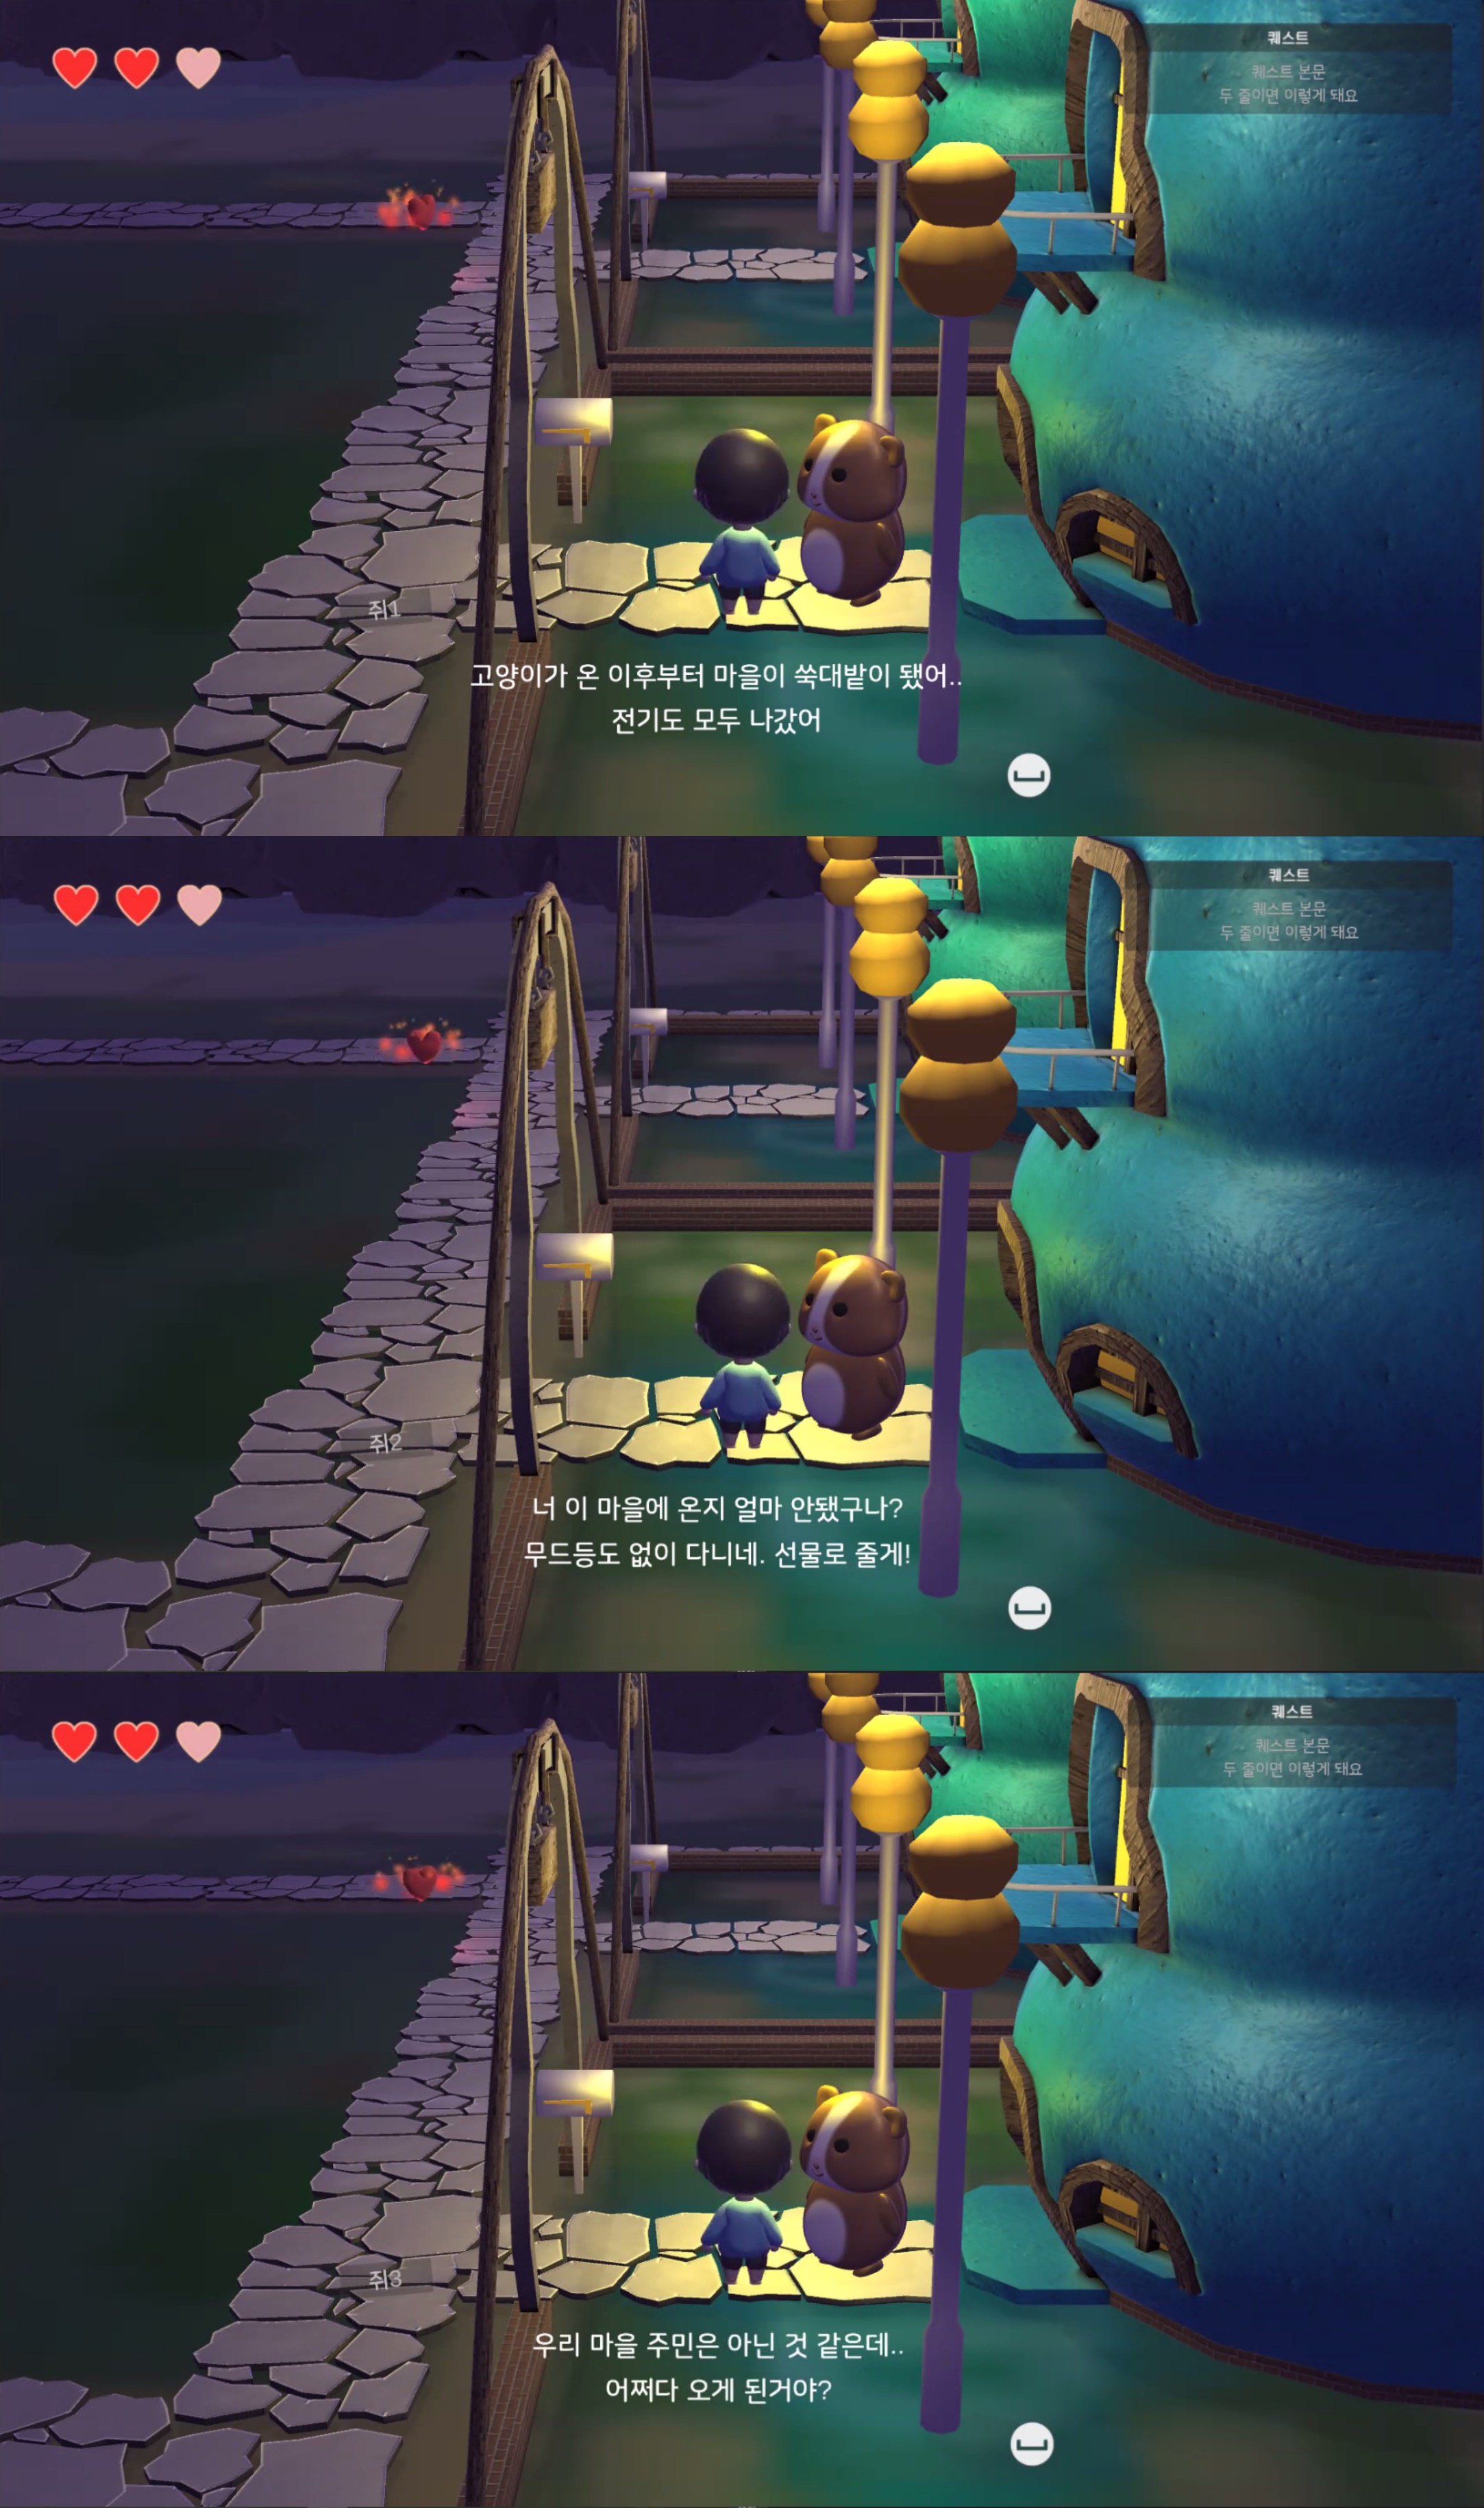 퀘스트
퀘스트 본문
두 줄이면 이렇게 돼요
쥐1
고양이가 온 이후부터 마을이 쑥대밭이 됐어..
전기도 모두 나갔어
퀘스트
퀘스트 본문
두 줄이면 이렇게 돼요
쥐2
너 이 마을에 온지 얼마 안됐구나?
무드등도 없이 다니네. 선물로 줄게!
퀘스트
퀘스트 본문
두 줄이면 이렇게 돼요
쥐3
우리 마을 주민은 아닌 것 같은데..
어쩌다 오게 된거야?